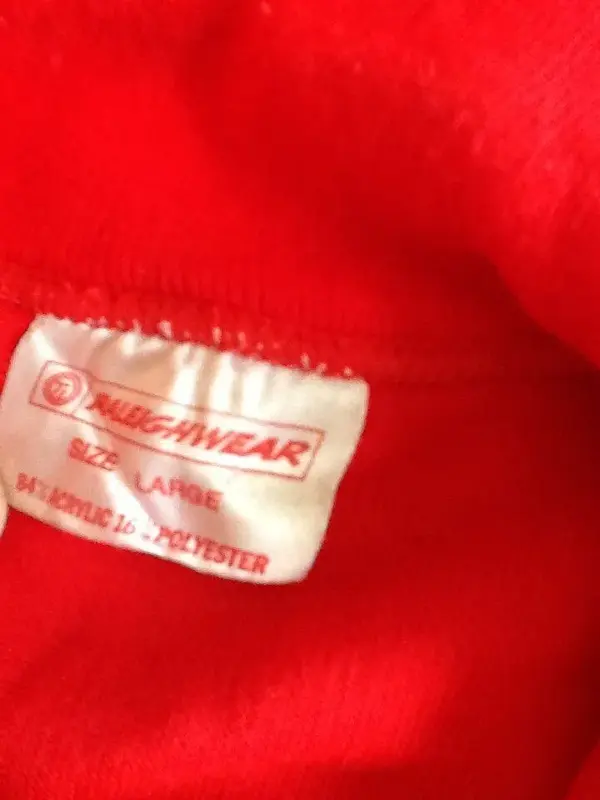 SIZE LARGE
84% ACRYLIC 16% POLYESTER